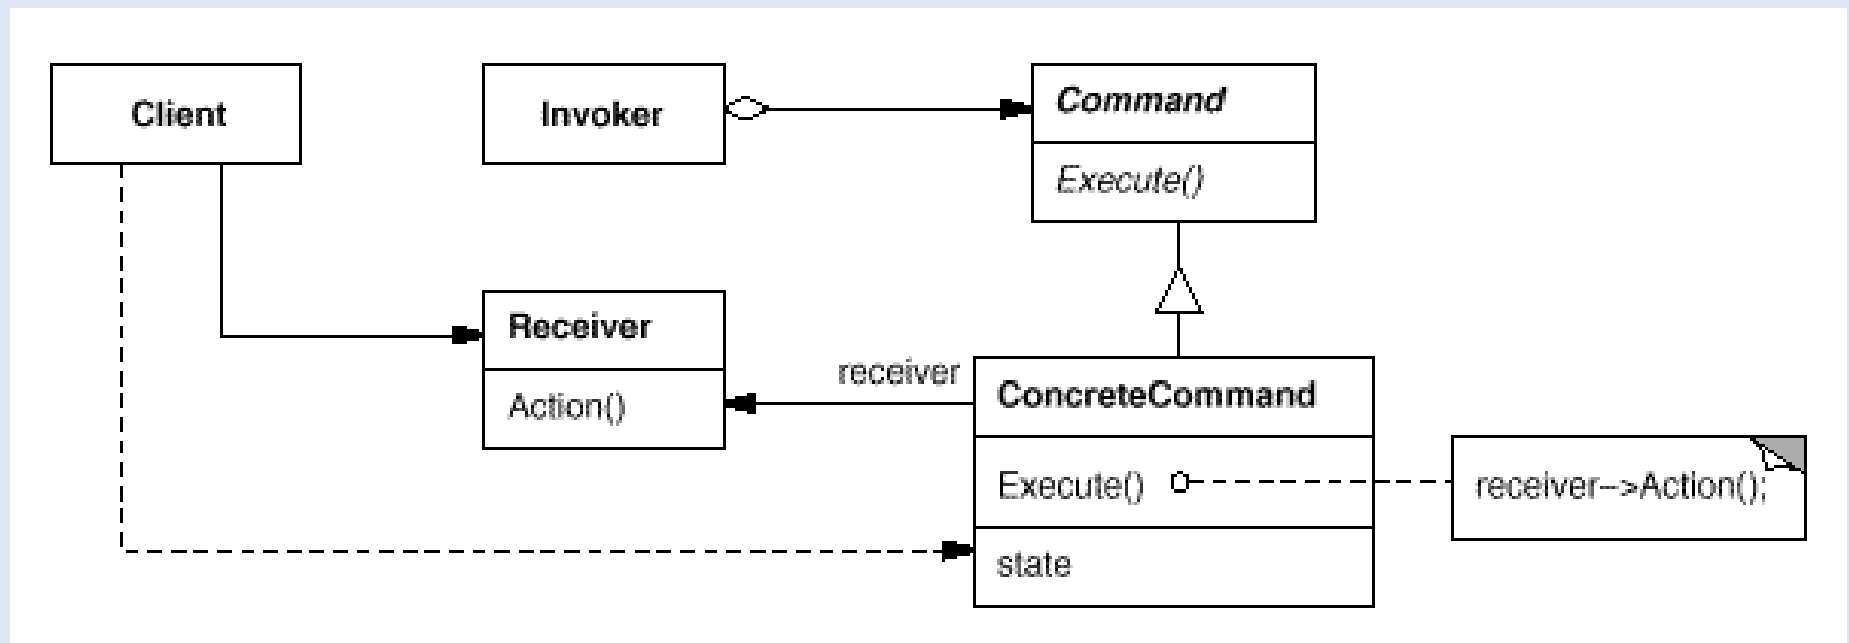 Client
Invoker
Command
Execute()
Receiver
Action()
receiver
ConcreteCommand
Execute()
state
receiver–>Action();